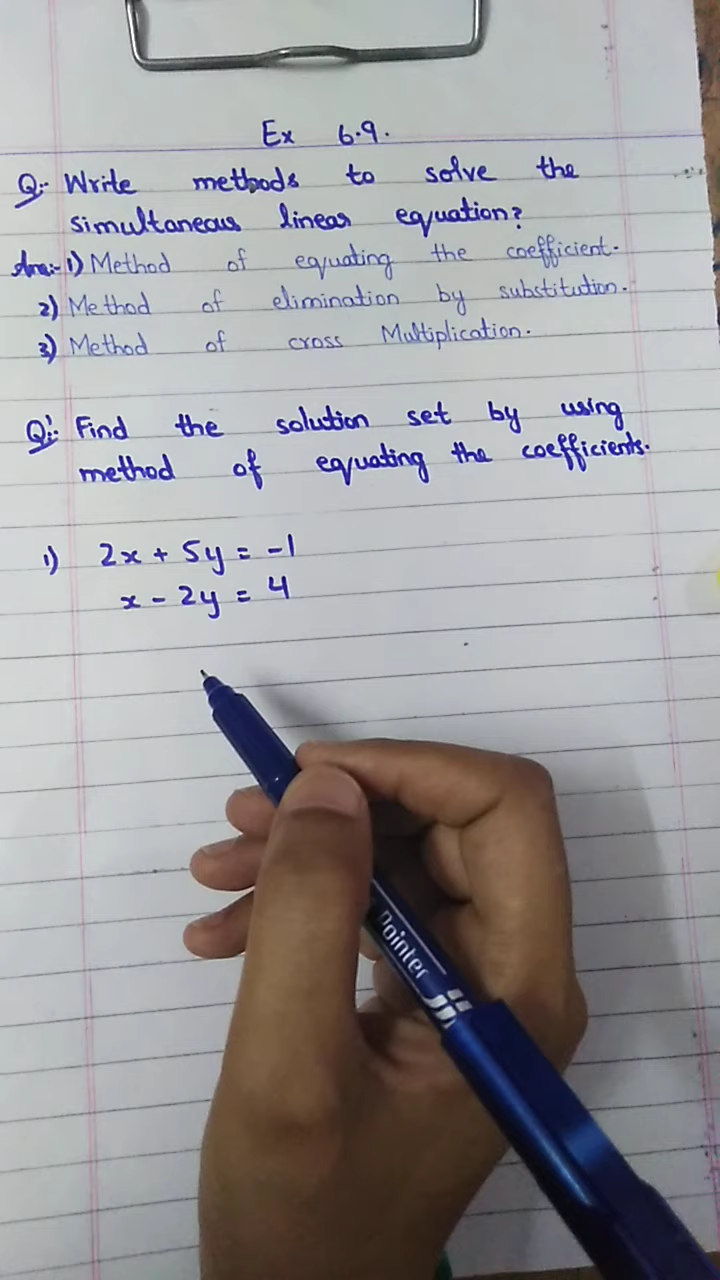 Ex 6.9.
Q:- Write methods to solve the
simultaneous linear equation?
Ans:- 1) Method of equating the coefficient.
2) Method of elimination by substitution.
3) Method of cross Multiplication.
Q1:- Find the solution set by using
method of equating the coefficients.
1) 2x + 5y = -1
x - 2y = 4
Pointer